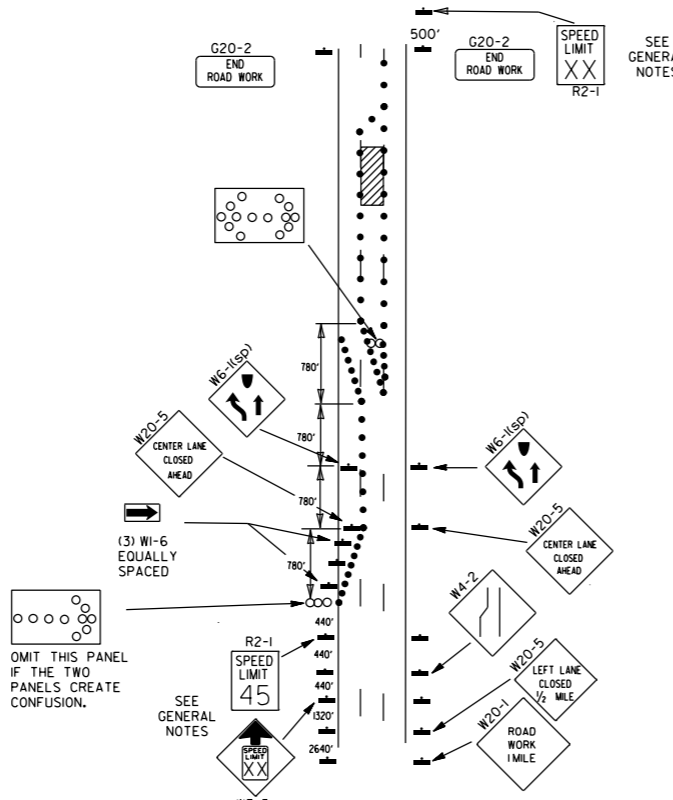 500'
G20-2
END
ROAD WORK
G20-2
END
ROAD WORK
SPEED
LIMIT
XX
R2-1
SEE
GENERAL
NOTES
780'
W6-1(SP)
780'
W6-1(SP)
W20-5
CENTER LANE
CLOSED
AHEAD
780'
W20-5
CENTER LANE
CLOSED
AHEAD
(3) W1-6
EQUALLY
SPACED
780'
OMIT THIS PANEL
IF THE TWO
PANELS CREATE
CONFUSION.
440'
W4-2
R2-1
SPEED
LIMIT
45
440'
440'
W20-5
LEFT LANE
CLOSED
1/2 MILE
SEE
GENERAL
NOTES
1320'
W20-1
ROAD
WORK
1 MILE
SPEED
LIMIT
XX
2640'